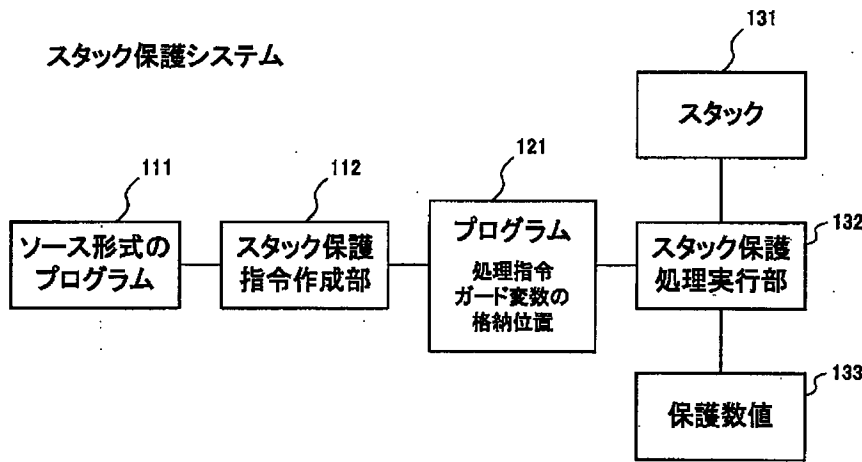 スタック保護システム
131
スタック
111
112
121
132
ソース形式の
プログラム
スタック保護
指令作成部
プログラム
処理指令
ガード変数の
格納位置
スタック保護
処理実行部
133
保護数値